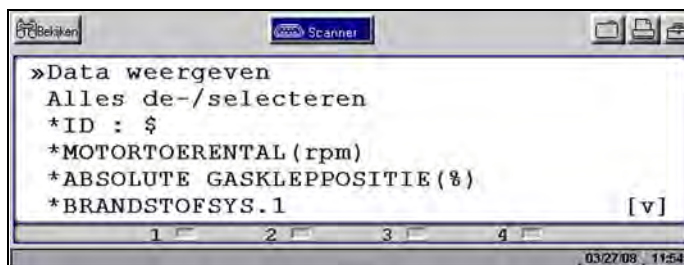 Bekijken Scanner
»Data weergeven
Alles de-/selecteren
*ID : $
*MOTORTOERENTAL(rpm)
*ABSOLUTE GASKLEPPOSITIE(%)
*BRANDSTOFSYS.1 [v]
1 2 3 4
03/27/08 11:54